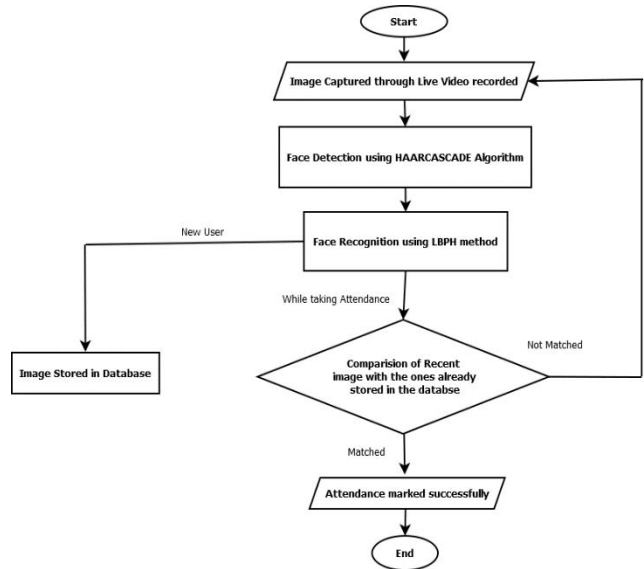 Start
Image Captured through Live Video recorded
Face Detection using HAARCASCADE Algorithm
New User
Face Recognition using LBPH method
While taking Attendance
Not Matched
Comparision of Recent
image with the ones already
stored in the databse
Image Stored in Database
Matched
Attendance marked successfully
End